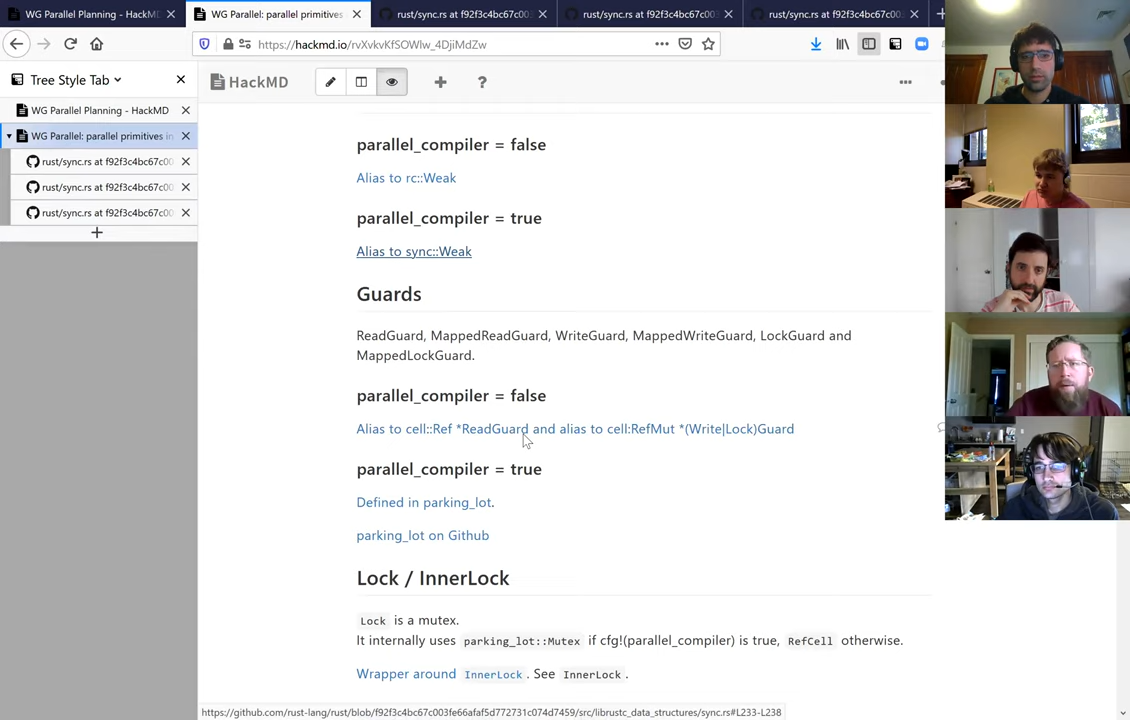 WG Parallel Planning - HackMD
WG Parallel: parallel primitives
rust/sync.rs at f92f3c4bc67c00
rust/sync.rs at f92f3c4bc67c003
rust/sync.rs at f92f3c4bc67c00
https://hackmd.io/rvXvkvKfSOWlw_4DjiMdZw
Tree Style Tab
HackMD
WG Parallel Planning - HackMD
WG Parallel: parallel primitives in
rust/sync.rs at f92f3c4bc67c00
rust/sync.rs at f92f3c4bc67c00
rust/sync.rs at f92f3c4bc67c00
parallel_compiler = false
Alias to rc::Weak
parallel_compiler = true
Alias to sync::Weak
Guards
ReadGuard, MappedReadGuard, WriteGuard, MappedWriteGuard, LockGuard and
MappedLockGuard.
parallel_compiler = false
Alias to cell::Ref *ReadGuard and alias to cell:RefMut *(Write|Lock)Guard
parallel_compiler = true
Defined in parking_lot.
parking_lot on Github
Lock / InnerLock
Lock is a mutex.
It internally uses parking_lot::Mutex if cfg!(parallel_compiler) is true, RefCell otherwise.
Wrapper around InnerLock. See InnerLock.
https://github.com/rust-lang/rust/blob/f92f3c4bc67c003fe66afaf5d772731c074d7459/src/librustc_data_structures/sync.rs#L233-L238